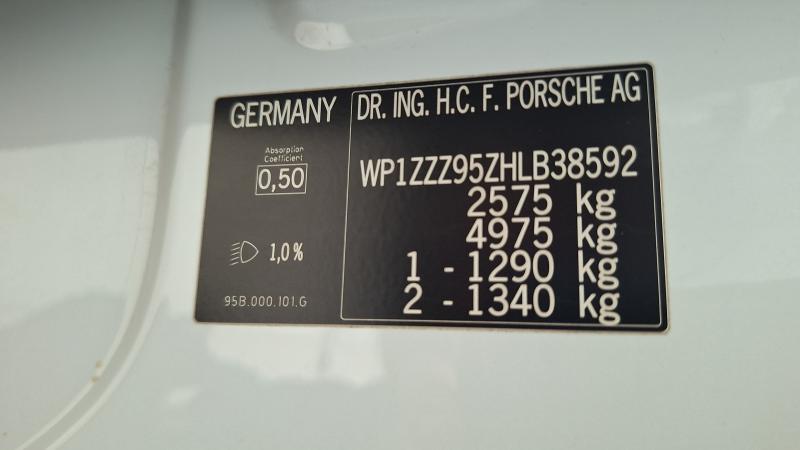 GERMANY
Absorption
Coefficient
0,50
1,0%
95B.000.101.G
DR. ING. H.C. F. PORSCHE AG
WP1ZZZ95ZHLB38592
2575 kg
4975 kg
1 - 1290 kg
2 - 1340 kg